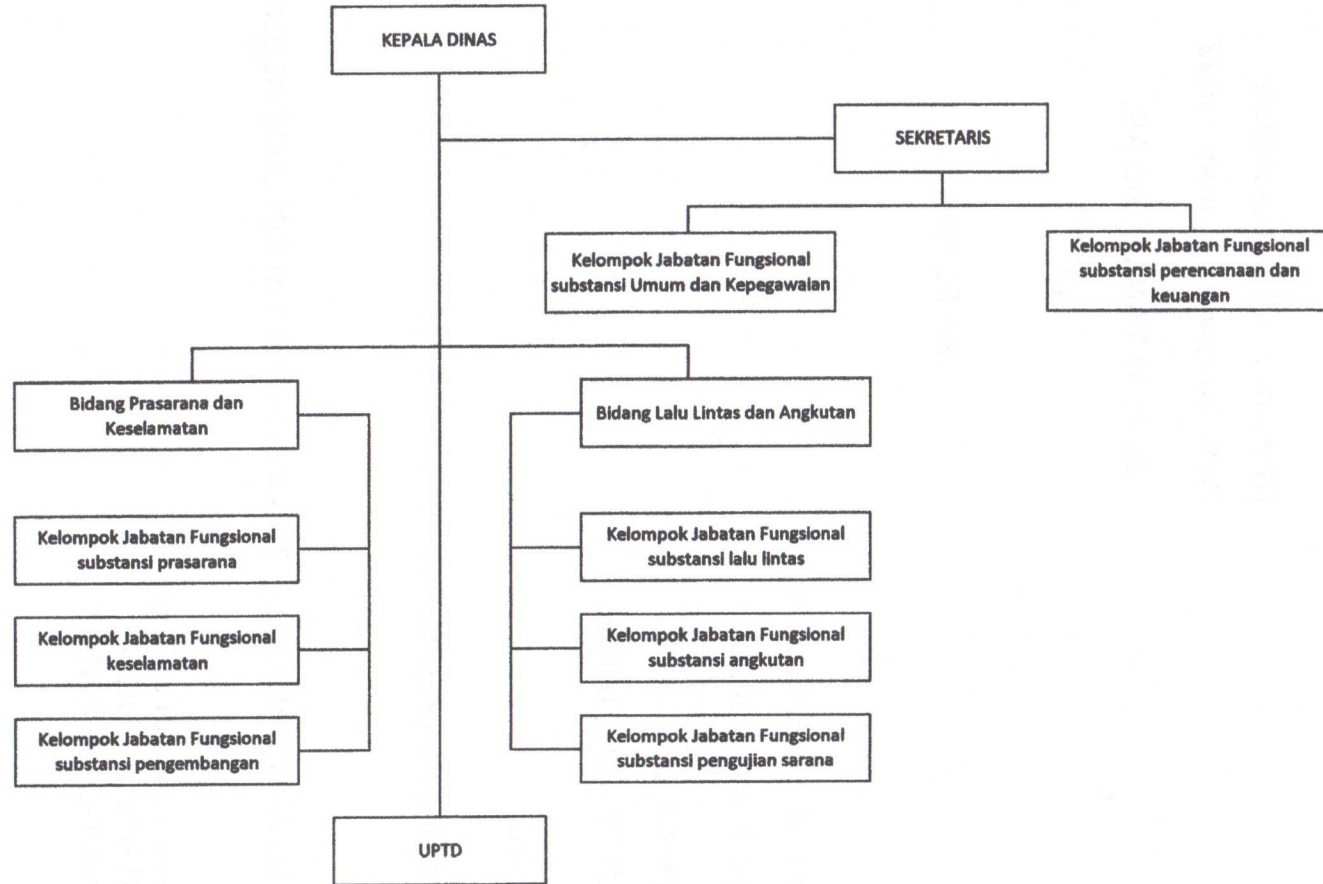 KEPALA DINAS
SEKRETARIS
Kelompok Jabatan Fungsional
substansi Umum dan Kepegawaian
Kelompok Jabatan Fungsional
substansi perencanaan dan
keuangan
Bidang Prasarana dan
Keselamatan
Bidang Lalu Lintas dan Angkutan
Kelompok Jabatan Fungsional
substansi prasarana
Kelompok Jabatan Fungsional
substansi lalu lintas
Kelompok Jabatan Fungsional
keselamatan
Kelompok Jabatan Fungsional
substansi angkutan
Kelompok Jabatan Fungsional
substansi pengembangan
Kelompok Jabatan Fungsional
substansi pengujian sarana
UPTD